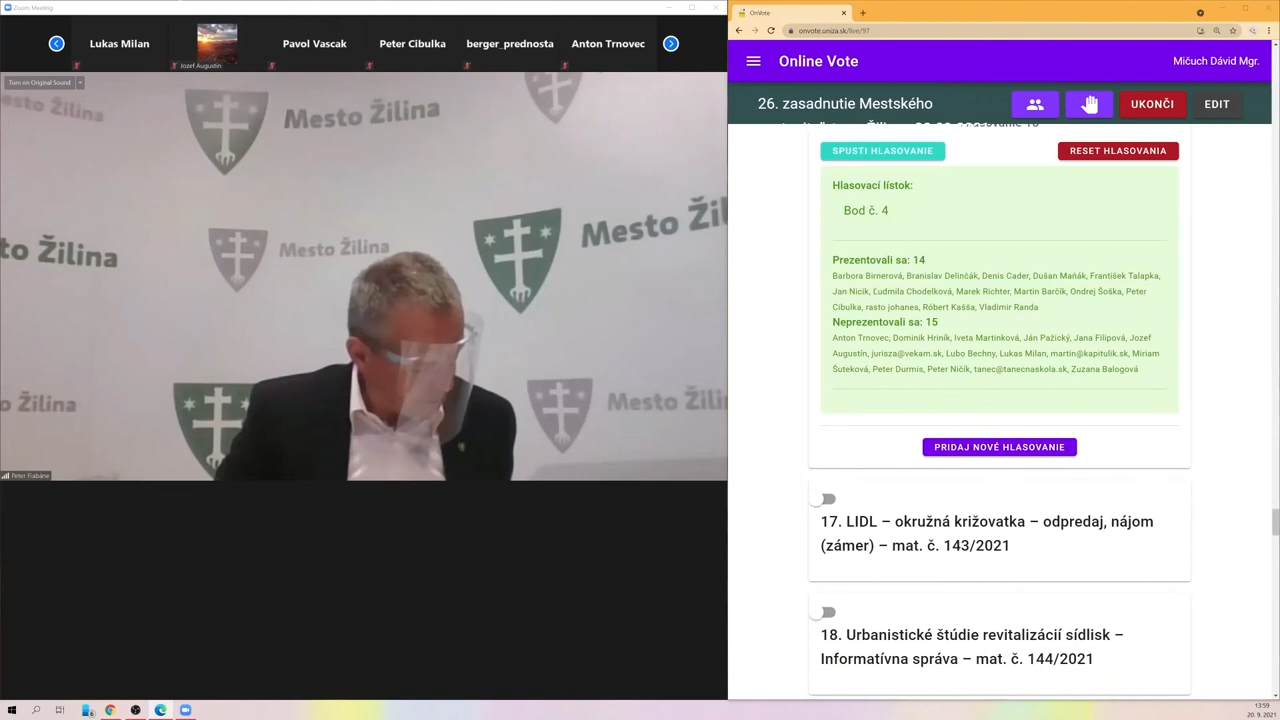 Zoom Meeting
Lukas Milan
Jozef Augustin
Pavol Vascak
Peter Cibulka
berger_prednosta
Anton Trnovec
Turn on Original Sound
mesto Žilina
Mesto Žilina
Mesto Žilin
Mesto Žilina
Mesto Žilina
sto Žilina
Mesto Žilin
Peter Fiabáne
OnVote
onvote.uniza.sk/live/97
Online Vote
Mičuch Dávid Mgr.
26. zasadnutie Mestského
UKONČI
EDIT
SPUSTI HLASOVANIE
RESET HLASOVANIA
Hlasovací lístok:
Bod č. 4
Prezentovali sa: 14
Barbora Birnerová, Branislav Delinčák, Denis Cader, Dušan Maňák, František Talapka,
Jan Nicik, Ľudmila Chodelková, Marek Richter, Martin Barčík, Ondrej Šoška, Peter
Cibulka, rasto johanes, Róbert Kašša, Vladimir Randa
Neprezentovali sa: 15
Anton Trnovec, Dominik Hriník, Iveta Martinková, Ján Pažický, Jana Filipová, Jozef
Augustín, jurisza@vekam.sk, Lubo Bechny, Lukas Milan, martin@kapitulik.sk, Miriam
Šuteková, Peter Durmis, Peter Ničík, tanec@tanecnaskola.sk, Zuzana Balogová
PRIDAJ NOVÉ HLASOVANIE
17. LIDL – okružná križovatka – odpredaj, nájom
(zámer) – mat. č. 143/2021
18. Urbanistické štúdie revitalizácií sídlisk –
Informatívna správa – mat. č. 144/2021
13:59
20. 9. 2021